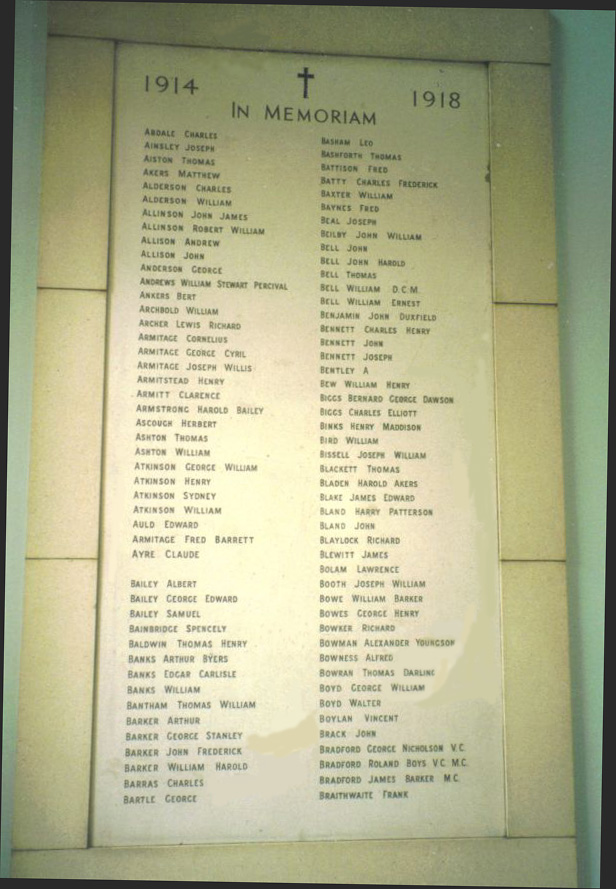 1914
1918
IN MEMORIAM
ABDALE CHARLES
AINSLEY JOSEPH
AISTON THOMAS
AKERS MATTHEW
ALDERSON CHARLES
ALDERSON WILLIAM
ALLINSON JOHN JAMES
ALLINSON ROBERT WILLIAM
ALLISON ANDREW
ALLISON JOHN
ANDERSON GEORGE
ANDREWS WILLIAM STEWART PERCIVAL
ANKERS BERT
ARCHBOLD WILLIAM
ARCHER LEWIS RICHARD
ARMITAGE CORNELIUS
ARMITAGE GEORGE CYRIL
ARMITAGE JOSEPH WILLIS
ARMITSTEAD HENRY
ARMITT CLARENCE
ARMSTRONG HAROLD BAILEY
ASCOUGH HERBERT
ASHTON THOMAS
ASHTON WILLIAM
ATKINSON GEORGE WILLIAM
ATKINSON HENRY
ATKINSON SYDNEY
ATKINSON WILLIAM
AULD EDWARD
ARMITAGE FRED BARRETT
AYRE CLAUDE
BAILEY ALBERT
BAILEY GEORGE EDWARD
BAILEY SAMUEL
BAINBRIDGE SPENCELY
BALDWIN THOMAS HENRY
BANKS ARTHUR BYERS
BANKS EDGAR CARLISLE
BANKS WILLIAM
BANTHAM THOMAS WILLIAM
BARKER ARTHUR
BARKER GEORGE STANLEY
BARKER JOHN FREDERICK
BARKER WILLIAM HAROLD
BARRAS CHARLES
BARTLE GEORGE
BASHAM LEO
BASHFORTH THOMAS
BATTISON FRED
BATTY CHARLES FREDERICK
BAXTER WILLIAM
BAYNES FRED
BEAL JOSEPH
BEILBY JOHN WILLIAM
BELL JOHN
BELL JOHN HAROLD
BELL THOMAS
BELL WILLIAM D.C.M.
BELL WILLIAM ERNEST
BENJAMIN JOHN DUXFIELD
BENNETT CHARLES HENRY
BENNETT JOHN
BENNETT JOSEPH
BENTLEY A
BEW WILLIAM HENRY
BIGGS BERNARD GEORGE DAWSON
BIGGS CHARLES ELLIOTT
BINKS HENRY MADDISON
BIRD WILLIAM
BISSELL JOSEPH WILLIAM
BLACKETT THOMAS
BLADEN HAROLD AKERS
BLAKE JAMES EDWARD
BLAND HARRY PATTERSON
BLAND JOHN
BLAYLOCK RICHARD
BLEWITT JAMES
BOLAM LAWRENCE
BOOTH JOSEPH WILLIAM
BOWE WILLIAM BARKER
BOWES GEORGE HENRY
BOWKER RICHARD
BOWMAN ALEXANDER YOUNGSON
BOWNESS ALFRED
BOWRAN THOMAS DARLING
BOYD GEORGE WILLIAM
BOYD WALTER
BOYLAN VINCENT
BRACK JOHN
BRADFORD GEORGE NICHOLSON V.C.
BRADFORD ROLAND BOYS V.C. M.C.
BRADFORD JAMES BARKER M.C.
BRAITHWAITE FRANK